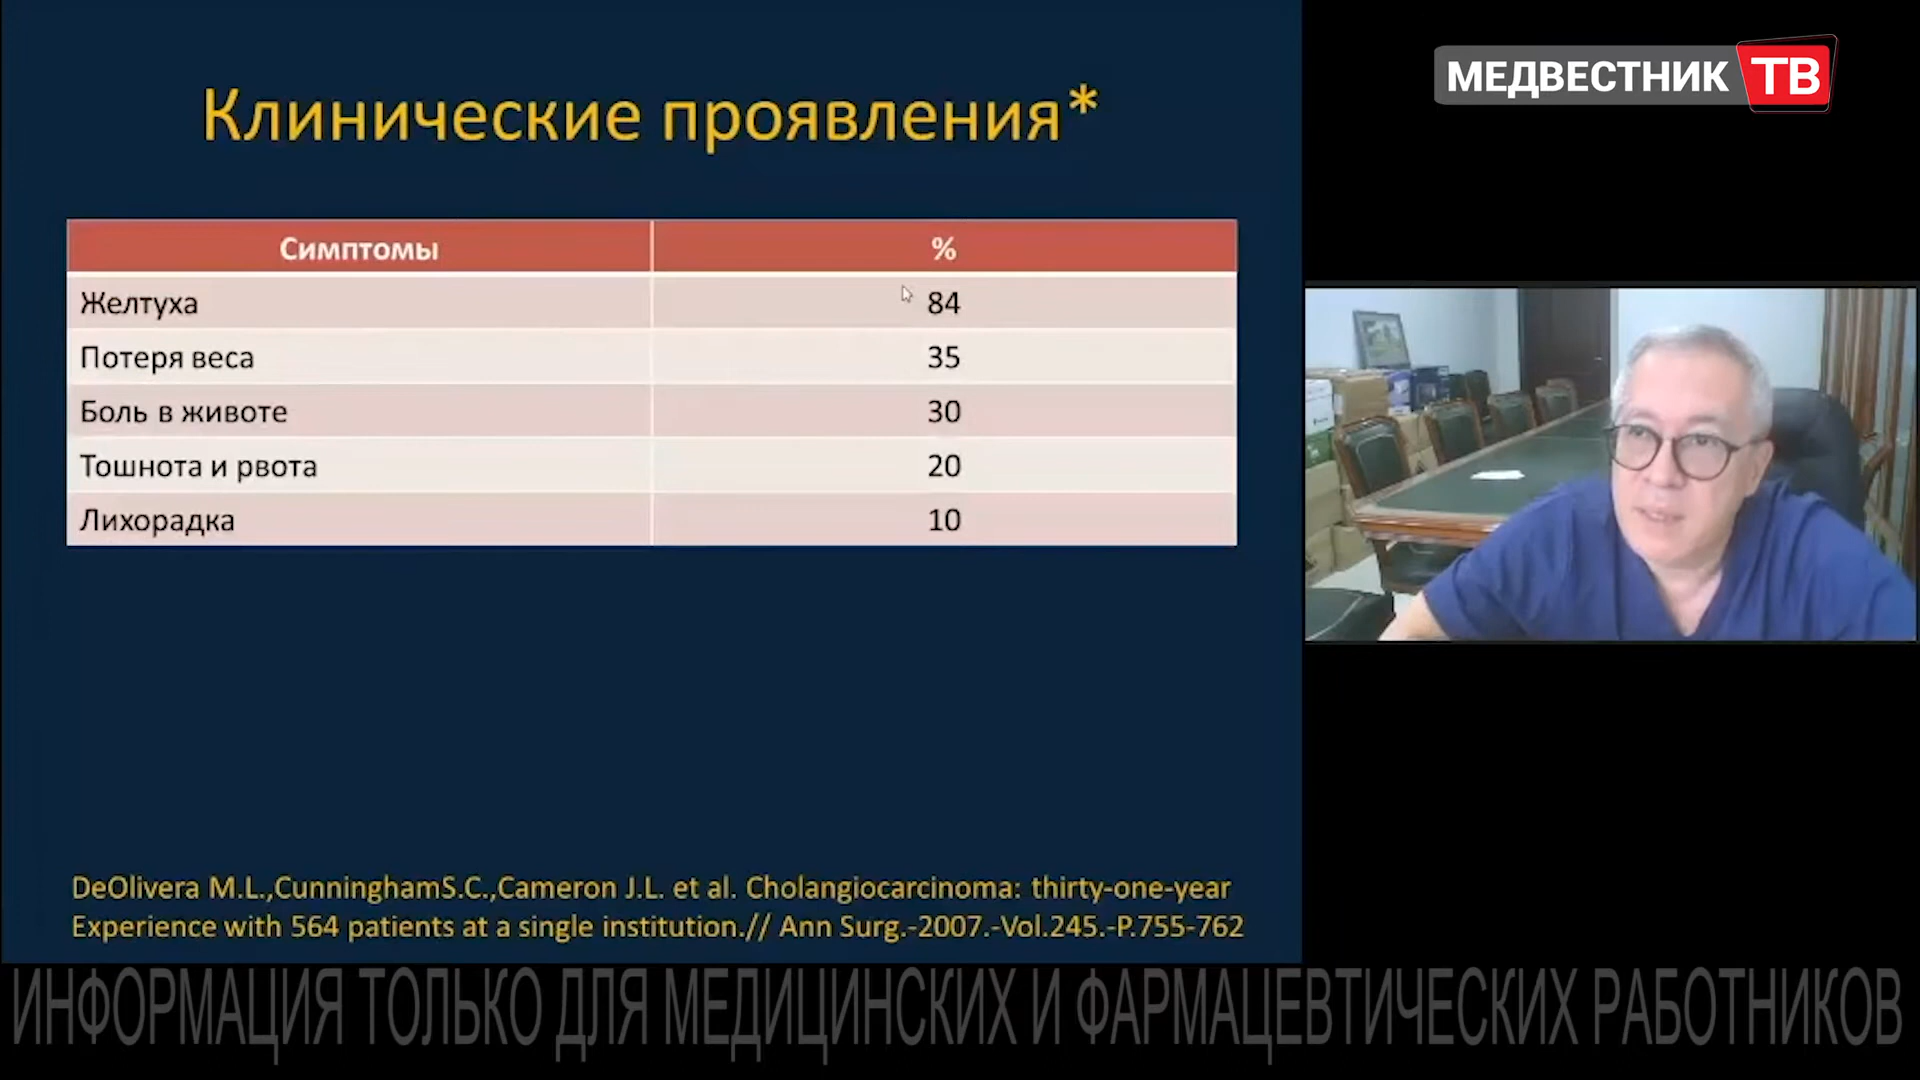 Клинические проявления*
МЕДВЕСТНИК ТВ
Симптомы %
Желтуха 84
Потеря веса 35
Боль в животе 30
Тошнота и рвота 20
Лихорадка 10
DeOlivera M.L.,CunninghamS.C.,Cameron J.L. et al. Cholangiocarcinoma: thirty-one-year
Experience with 564 patients at a single institution.// Ann Surg.-2007.-Vol.245.-P.755-762
ИНФОРМАЦИЯ ТОЛЬКО ДЛЯ МЕДИЦИНСКИХ И ФАРМАЦЕВТИЧЕСКИХ РАБОТНИКОВ